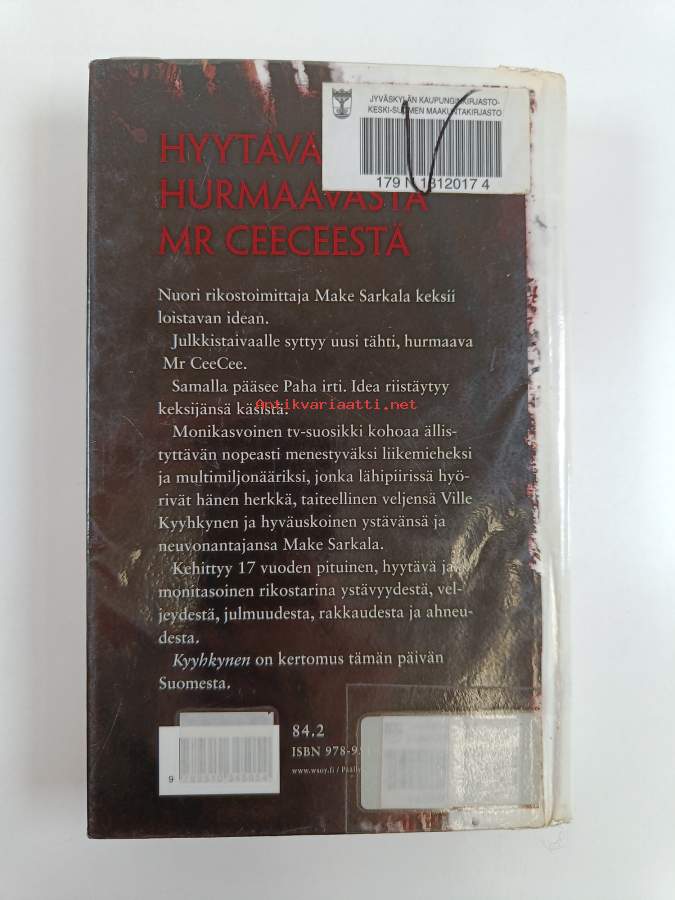 JYVÄSKYLÄN KAUPUNGINKIRJASTO-
KESKI-SUOMEN MAAKUNTAKIRJASTO
179 N 1312017 4
HYYTÄVÄ
HURMAAVASTA
MR CEECEESTÄ
Nuori rikostoimittaja Make Sarkala keksii
loistavan idean.
Julkkistaivaalle syttyy uusi tähti, hurmaava
Mr CeeCee.
Samalla pääsee Paha irti. Idea riistäytyy
Antikvariaatti.net
keksijänsä käsistä.
Monikasvoinen tv-suosikki kohoaa ällis-
tyttävän nopeasti menestyväksi liikemieheksi
ja multimiljonääriksi, jonka lähipiirissä hyö-
rivät hänen herkkä, taiteellinen veljensä Ville
Kyyhkynen ja hyväuskoinen ystävänsä ja
neuvonantajansa Make Sarkala.
Kehittyy 17 vuoden pituinen, hyytävä ja
monitasoinen rikostarina ystävyydestä, vel-
jeydestä, julmuudesta, rakkaudesta ja ahneu-
desta.
Kyyhkynen on kertomus tämän päivän
Suomesta.
84.2
ISBN 978-95
www.wsoy.fi / Päälly